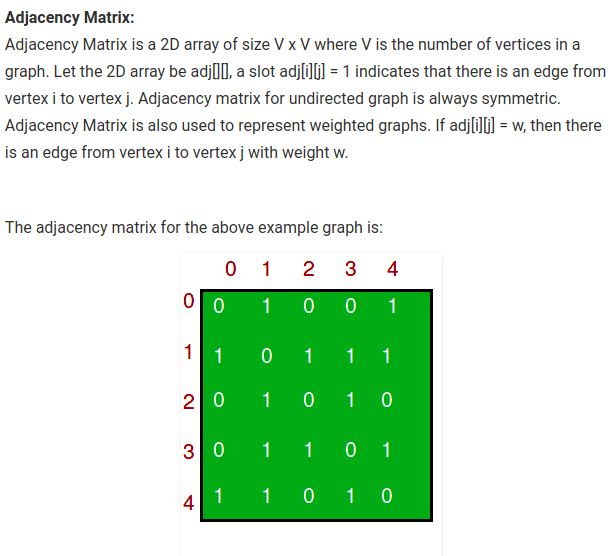 Adjacency Matrix:
Adjacency Matrix is a 2D array of size V x V where V is the number of vertices in a
graph. Let the 2D array be adj[][], a slot adj[i][j] = 1 indicates that there is an edge from
vertex i to vertex j. Adjacency matrix for undirected graph is always symmetric.
Adjacency Matrix is also used to represent weighted graphs. If adj[i][j] = w, then there
is an edge from vertex i to vertex j with weight w.
The adjacency matrix for the above example graph is:
0 1 2 3 4
0 0 1 0 0 1
1 1 0 1 1 1
2 0 1 0 1 0
3 0 1 1 0 1
4 1 1 0 1 0